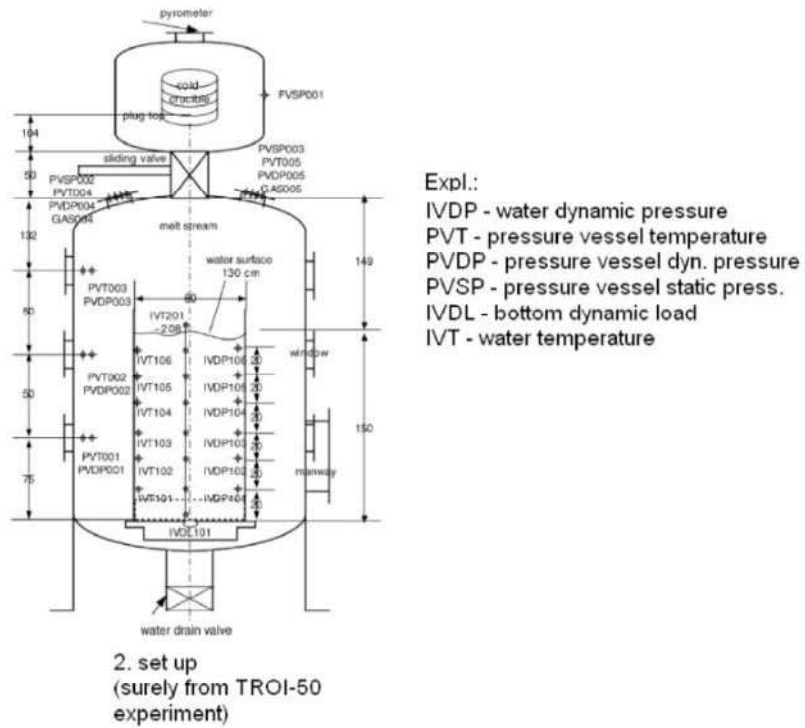 pyrometer
cold
crucible
plug top
FVSP001
104
50
sliding valve
PVSP002
PVT004
PVDP004
GAS004
PVSP003
PVT005
PVDP005
GAS005
melt stream
132
149
water surface
130 cm
60
PVT003
PVDP003
IVT201
~208
window
IVT106
IVDP106
20
PVT002
PVDP002
IVT105
IVDP105
20
IVT104
IVDP104
20
50
150
IVT103
IVDP103
20
PVT001
PVDP001
IVT102
IVDP102
20
manway
75
IVT101
IVDP101
20
IVDL101
water drain valve
2. set up
(surely from TROI-50
experiment)
Expl.:
IVDP - water dynamic pressure
PVT - pressure vessel temperature
PVDP - pressure vessel dyn. pressure
PVSP - pressure vessel static press.
IVDL - bottom dynamic load
IVT - water temperature